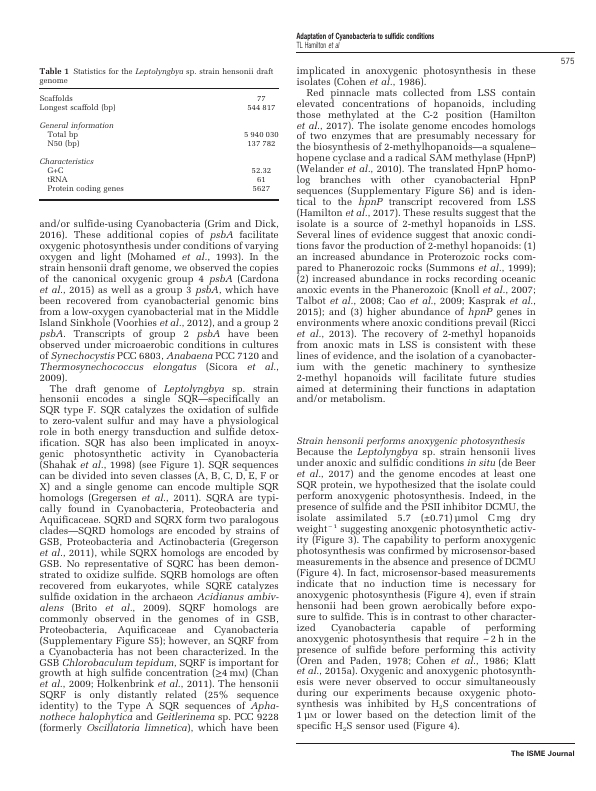 Adaptation of Cyanobacteria to sulfidic conditions
TL Hamilton et al
575
Table 1 Statistics for the Leptolyngbya sp. strain hensonii draft
genome
Scaffolds 77
Longest scaffold (bp) 544 817
General information
Total bp 5 940 030
N50 (bp) 137 782
Characteristics
G+C 52.32
tRNA 61
Protein coding genes 5627
and/or sulfide-using Cyanobacteria (Grim and Dick,
2016). These additional copies of psbA facilitate
oxygenic photosynthesis under conditions of varying
oxygen and light (Mohamed et al., 1993). In the
strain hensonii draft genome, we observed the copies
of the canonical oxygenic group 4 psbA (Cardona
et al., 2015) as well as a group 3 psbA, which have
been recovered from cyanobacterial genomic bins
from a low-oxygen cyanobacterial mat in the Middle
Island Sinkhole (Voorhies et al., 2012), and a group 2
psbA. Transcripts of group 2 psbA have been
observed under microaerobic conditions in cultures
of Synechocystis PCC 6803, Anabaena PCC 7120 and
Thermosynechococcus elongatus (Sicora et al.,
2009).
The draft genome of Leptolyngbya sp. strain
hensonii encodes a single SQR—specifically an
SQR type F. SQR catalyzes the oxidation of sulfide
to zero-valent sulfur and may have a physiological
role in both energy transduction and sulfide detox-
ification. SQR has also been implicated in anoyx-
genic photosynthetic activity in Cyanobacteria
(Shahak et al., 1998) (see Figure 1). SQR sequences
can be divided into seven classes (A, B, C, D, E, F or
X) and a single genome can encode multiple SQR
homologs (Gregersen et al., 2011). SQRA are typi-
cally found in Cyanobacteria, Proteobacteria and
Aquificaceae. SQRD and SQRX form two paralogous
clades—SQRD homologs are encoded by strains of
GSB, Proteobacteria and Actinobacteria (Gregerson
et al., 2011), while SQRX homologs are encoded by
GSB. No representative of SQRC has been demon-
strated to oxidize sulfide. SQRB homologs are often
recovered from eukaryotes, while SQRE catalyzes
sulfide oxidation in the archaeon Acidianus ambiv-
alens (Brito et al., 2009). SQRF homologs are
commonly observed in the genomes of in GSB,
Proteobacteria, Aquificaceae and Cyanobacteria
(Supplementary Figure S5); however, an SQRF from
a Cyanobacteria has not been characterized. In the
GSB Chlorobaculum tepidum, SQRF is important for
growth at high sulfide concentration (≥4 mM) (Chan
et al., 2009; Holkenbrink et al., 2011). The hensonii
SQRF is only distantly related (25% sequence
identity) to the Type A SQR sequences of Apha-
nothece halophytica and Geitlerinema sp. PCC 9228
(formerly Oscillatoria limnetica), which have been
implicated in anoxygenic photosynthesis in these
isolates (Cohen et al., 1986).
Red pinnacle mats collected from LSS contain
elevated concentrations of hopanoids, including
those methylated at the C-2 position (Hamilton
et al., 2017). The isolate genome encodes homologs
of two enzymes that are presumably necessary for
the biosynthesis of 2-methylhopanoids—a squalene–
hopene cyclase and a radical SAM methylase (HpnP)
(Welander et al., 2010). The translated HpnP homo-
log branches with other cyanobacterial HpnP
sequences (Supplementary Figure S6) and is iden-
tical to the hpnP transcript recovered from LSS
(Hamilton et al., 2017). These results suggest that the
isolate is a source of 2-methyl hopanoids in LSS.
Several lines of evidence suggest that anoxic condi-
tions favor the production of 2-methyl hopanoids: (1)
an increased abundance in Proterozoic rocks com-
pared to Phanerozoic rocks (Summons et al., 1999);
(2) increased abundance in rocks recording oceanic
anoxic events in the Phanerozoic (Knoll et al., 2007;
Talbot et al., 2008; Cao et al., 2009; Kasprak et al.,
2015); and (3) higher abundance of hpnP genes in
environments where anoxic conditions prevail (Ricci
et al., 2013). The recovery of 2-methyl hopanoids
from anoxic mats in LSS is consistent with these
lines of evidence, and the isolation of a cyanobacter-
ium with the genetic machinery to synthesize
2-methyl hopanoids will facilitate future studies
aimed at determining their functions in adaptation
and/or metabolism.
Strain hensonii performs anoxygenic photosynthesis
Because the Leptolyngbya sp. strain hensonii lives
under anoxic and sulfidic conditions in situ (de Beer
et al., 2017) and the genome encodes at least one
SQR protein, we hypothesized that the isolate could
perform anoxygenic photosynthesis. Indeed, in the
presence of sulfide and the PSII inhibitor DCMU, the
isolate assimilated 5.7 (±0.71) μmol C mg dry
weight⁻¹ suggesting anoxgenic photosynthetic activ-
ity (Figure 3). The capability to perform anoxygenic
photosynthesis was confirmed by microsensor-based
measurements in the absence and presence of DCMU
(Figure 4). In fact, microsensor-based measurements
indicate that no induction time is necessary for
anoxygenic photosynthesis (Figure 4), even if strain
hensonii had been grown aerobically before expo-
sure to sulfide. This is in contrast to other character-
ized Cyanobacteria capable of performing
anoxygenic photosynthesis that require ~2 h in the
presence of sulfide before performing this activity
(Oren and Paden, 1978; Cohen et al., 1986; Klatt
et al., 2015a). Oxygenic and anoxygenic photosynth-
esis were never observed to occur simultaneously
during our experiments because oxygenic photo-
synthesis was inhibited by H₂S concentrations of
1 μM or lower based on the detection limit of the
specific H₂S sensor used (Figure 4).
The ISME Journal